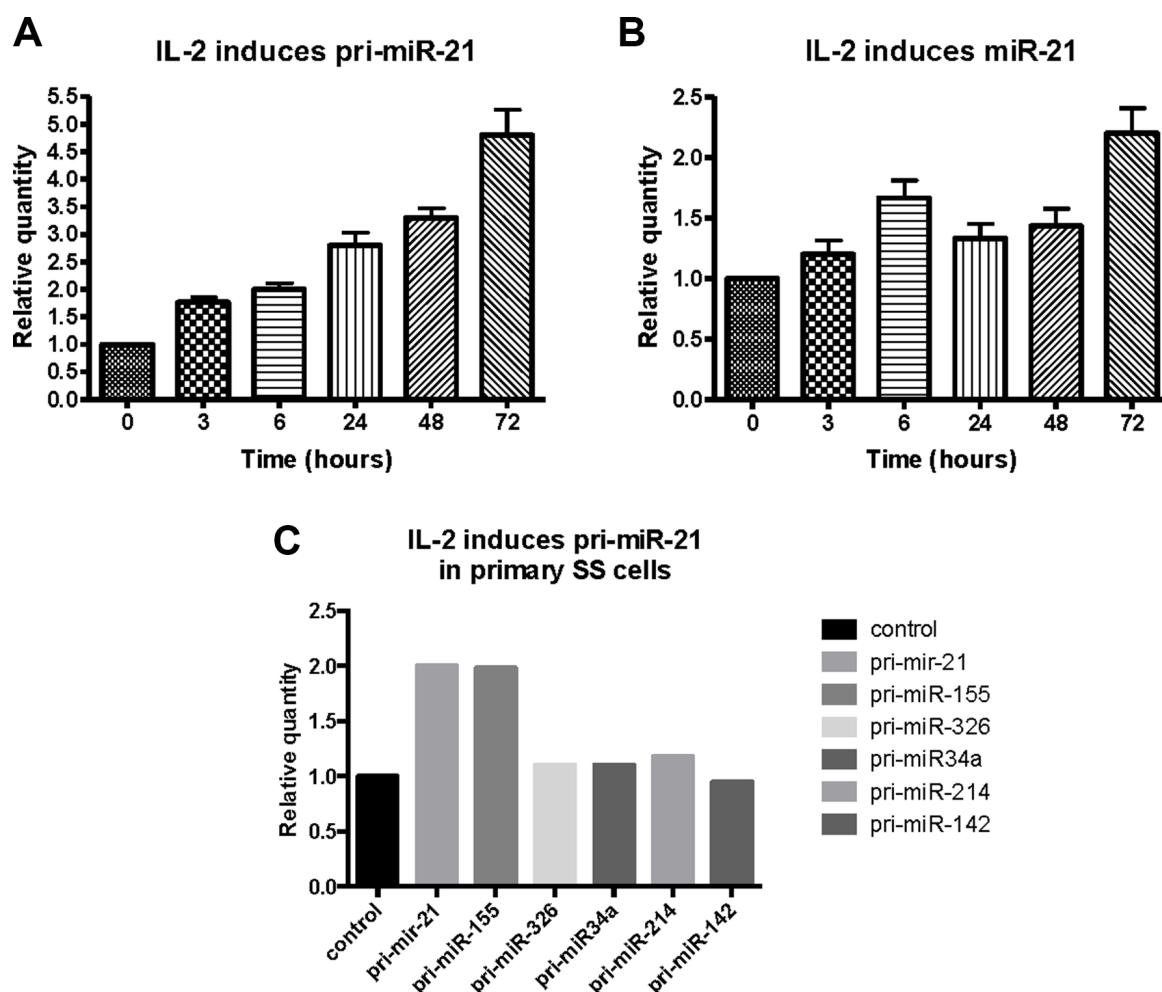 A
IL-2 induces pri-miR-21
Relative quantity
5.5
5.0
4.5
4.0
3.5
3.0
2.5
2.0
1.5
1.0
0.5
0.0
0 3 6 24 48 72
Time (hours)
B
IL-2 induces miR-21
Relative quantity
2.5
2.0
1.5
1.0
0.5
0.0
0 3 6 24 48 72
Time (hours)
C
IL-2 induces pri-miR-21
in primary SS cells
Relative quantity
2.5
2.0
1.5
1.0
0.5
0.0
control
pri-mir-21
pri-miR-155
pri-miR-326
pri-miR34a
pri-miR-214
pri-miR-142
control
pri-mir-21
pri-miR-155
pri-miR-326
pri-miR34a
pri-miR-214
pri-miR-142